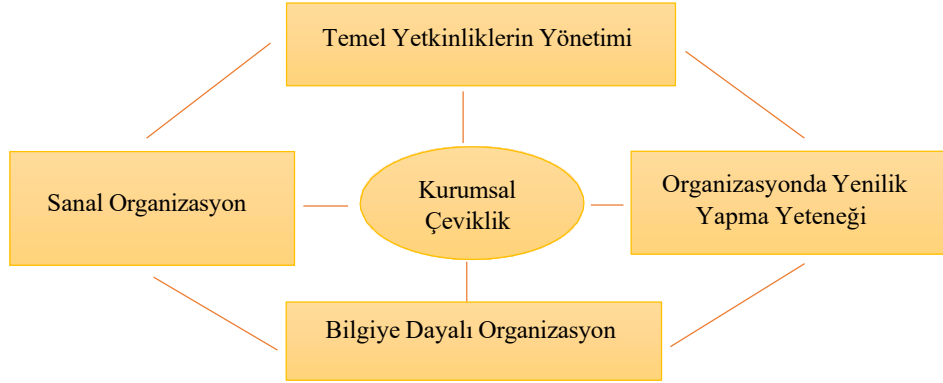 Temel Yetkinliklerin Yönetimi
Sanal Organizasyon
Kurumsal
Çeviklik
Organizasyonda Yenilik
Yapma Yeteneği
Bilgiye Dayalı Organizasyon